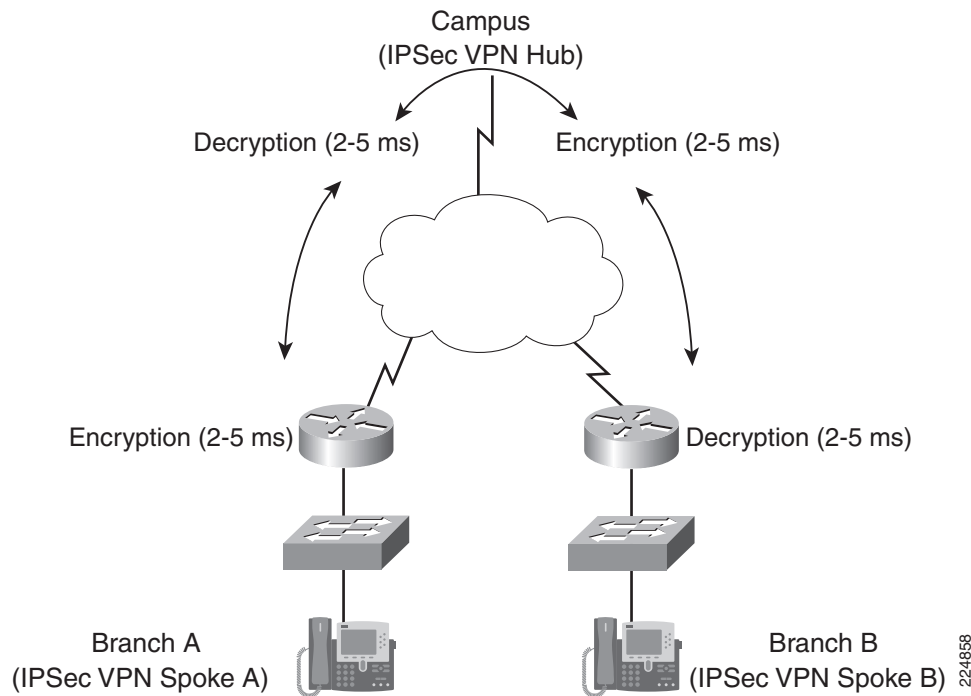 Campus
(IPSec VPN Hub)
Decryption (2-5 ms)
Encryption (2-5 ms)
Encryption (2-5 ms)
Decryption (2-5 ms)
Branch A
(IPSec VPN Spoke A)
Branch B
(IPSec VPN Spoke B)
224858